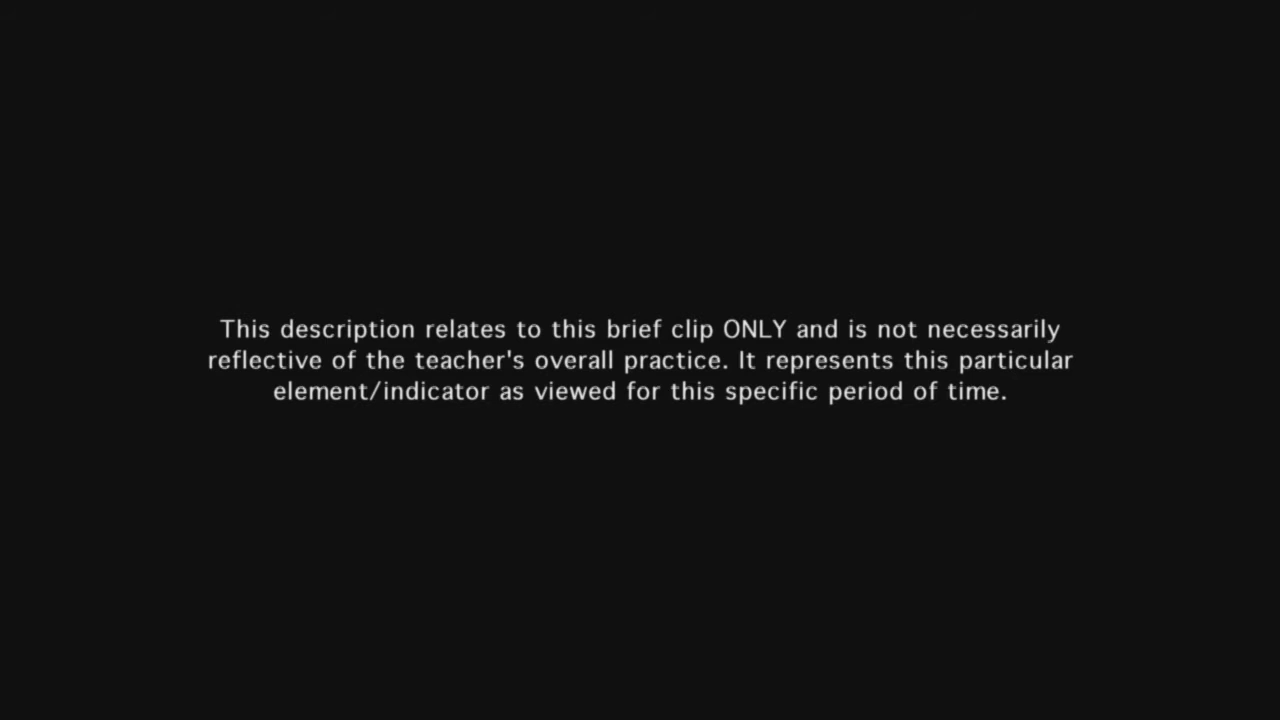 This description relates to this brief clip ONLY and is not necessarily
reflective of the teacher's overall practice. It represents this particular
element/indicator as viewed for this specific period of time.